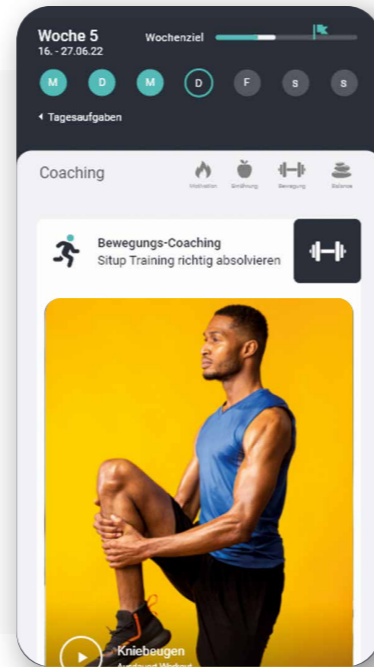 Woche 5
16. - 27.06.22
Wochenziel
M D M D F S S
Tagesaufgaben
Coaching
Motivation Ernährung Bewegung Balance
Bewegungs-Coaching
Situp Training richtig absolvieren
Kniebeugen
Workout